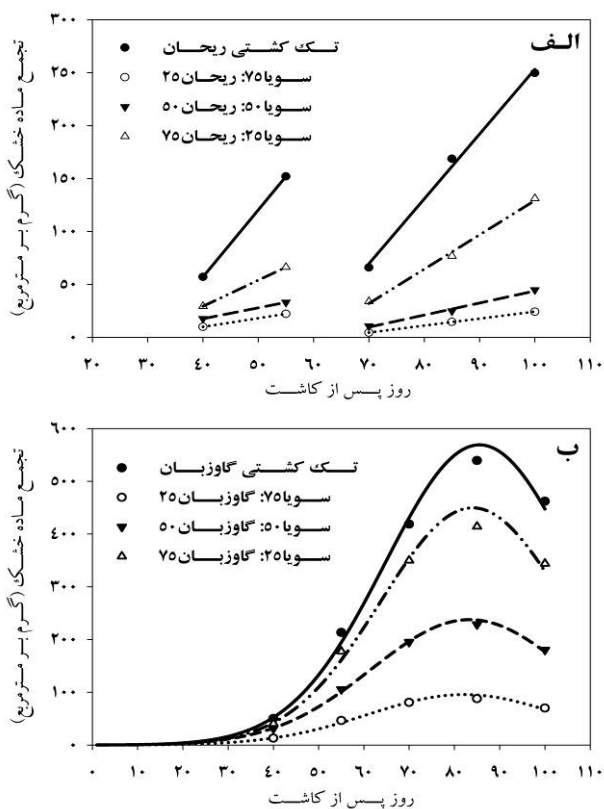 الف
تجمع ماده خشک (گرم بر مترمربع)
۳۰۰
۲۵۰
۲۰۰
۱۵۰
۱۰۰
۵۰
۰
تک کشتی ریحان
سویا۷۵: ریحان۲۵
سویا۵۰: ریحان۵۰
سویا۲۵: ریحان۷۵
۲۰ ۳۰ ۴۰ ۵۰ ۶۰ ۷۰ ۸۰ ۹۰ ۱۰۰ ۱۱۰
روز پس از کاشت
ب
تجمع ماده خشک (گرم بر مترمربع)
۶۰۰
۵۰۰
۴۰۰
۳۰۰
۲۰۰
۱۰۰
۰
تک کشتی گاوزبان
سویا۷۵: گاوزبان۲۵
سویا۵۰: گاوزبان۵۰
سویا۲۵: گاوزبان۷۵
۰ ۱۰ ۲۰ ۳۰ ۴۰ ۵۰ ۶۰ ۷۰ ۸۰ ۹۰ ۱۰۰ ۱۱۰
روز پس از کاشت